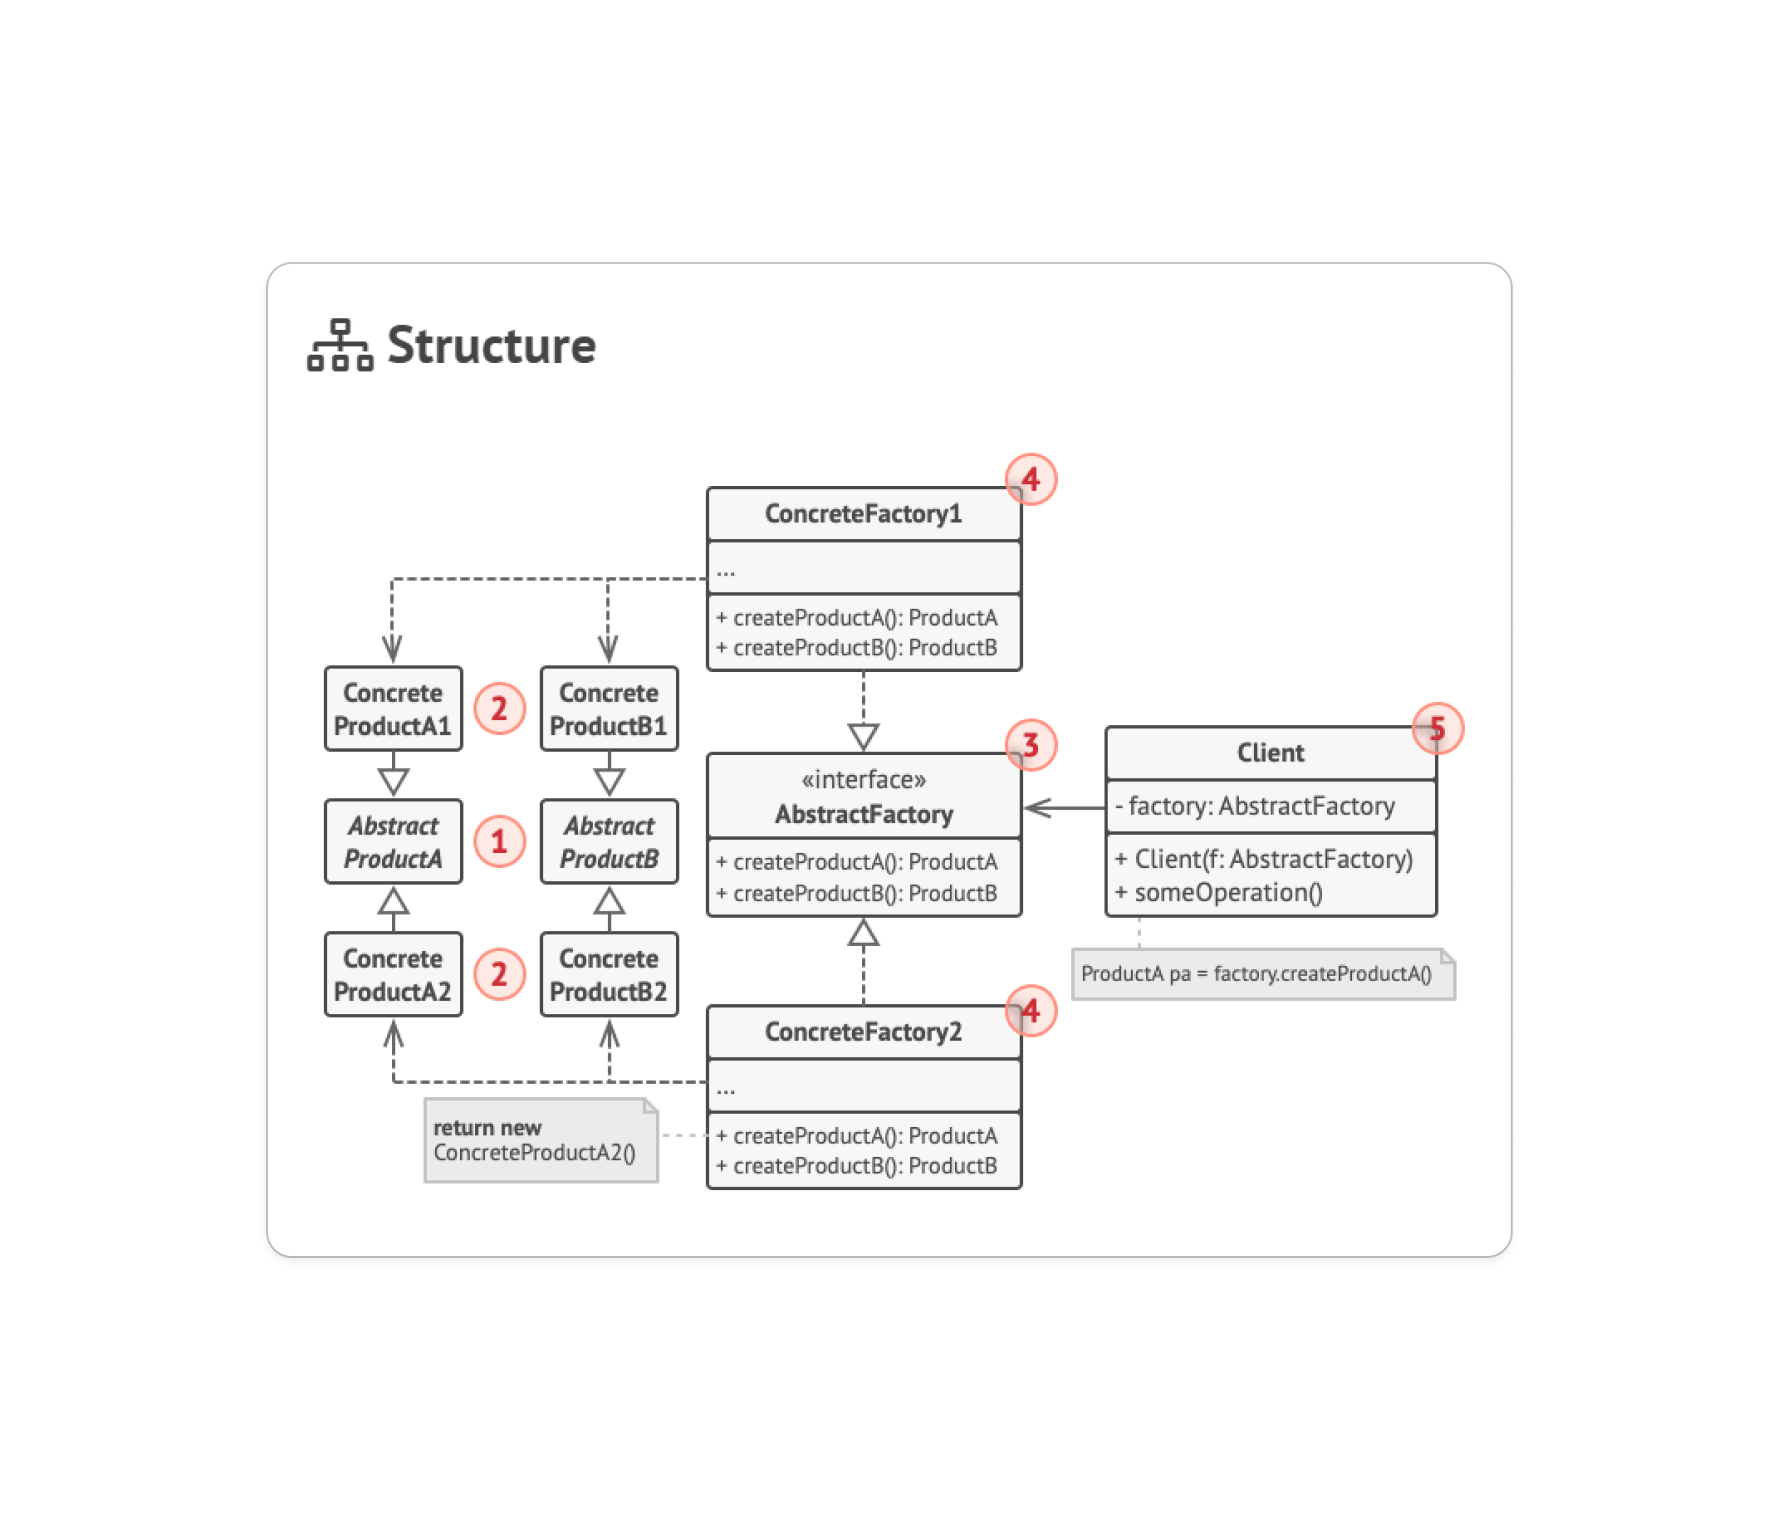 Structure
4
ConcreteFactory1
...
+ createProductA(): ProductA
+ createProductB(): ProductB
Concrete
ProductA1
2
Concrete
ProductB1
Abstract
ProductA
1
Abstract
ProductB
3
«interface»
AbstractFactory
+ createProductA(): ProductA
+ createProductB(): ProductB
5
Client
- factory: AbstractFactory
+ Client(f: AbstractFactory)
+ someOperation()
ProductA pa = factory.createProductA()
Concrete
ProductA2
2
Concrete
ProductB2
4
ConcreteFactory2
...
+ createProductA(): ProductA
+ createProductB(): ProductB
return new
ConcreteProductA2()